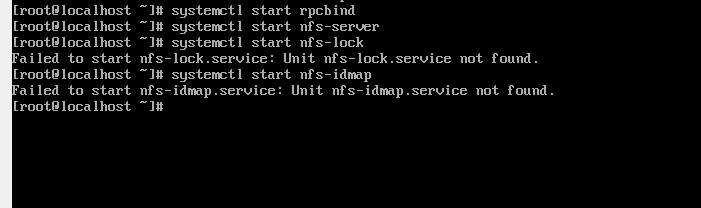 [root@localhost ~]# systemctl start rpcbind
[root@localhost ~]# systemctl start nfs-server
[root@localhost ~]# systemctl start nfs-lock
Failed to start nfs-lock.service: Unit nfs-lock.service not found.
[root@localhost ~]# systemctl start nfs-idmap
Failed to start nfs-idmap.service: Unit nfs-idmap.service not found.
[root@localhost ~]#